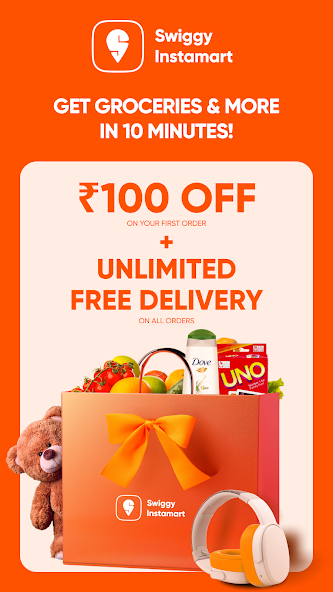 Swiggy
Instamart
GET GROCERIES & MORE
IN 10 MINUTES!
₹100 OFF
ON YOUR FIRST ORDER
+
UNLIMITED
FREE DELIVERY
ON ALL ORDERS
Dove
UNO
Swiggy
Instamart